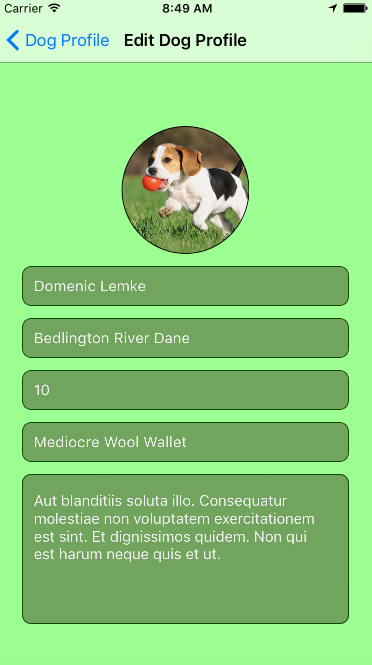 Carrier 8:49 AM
Dog Profile Edit Dog Profile
Domenic Lemke
Bedlington River Dane
10
Mediocre Wool Wallet
Aut blanditiis soluta illo. Consequatur
molestiae non voluptatem exercitationem
est sint. Et dignissimos quidem. Non qui
est harum neque quis et ut.